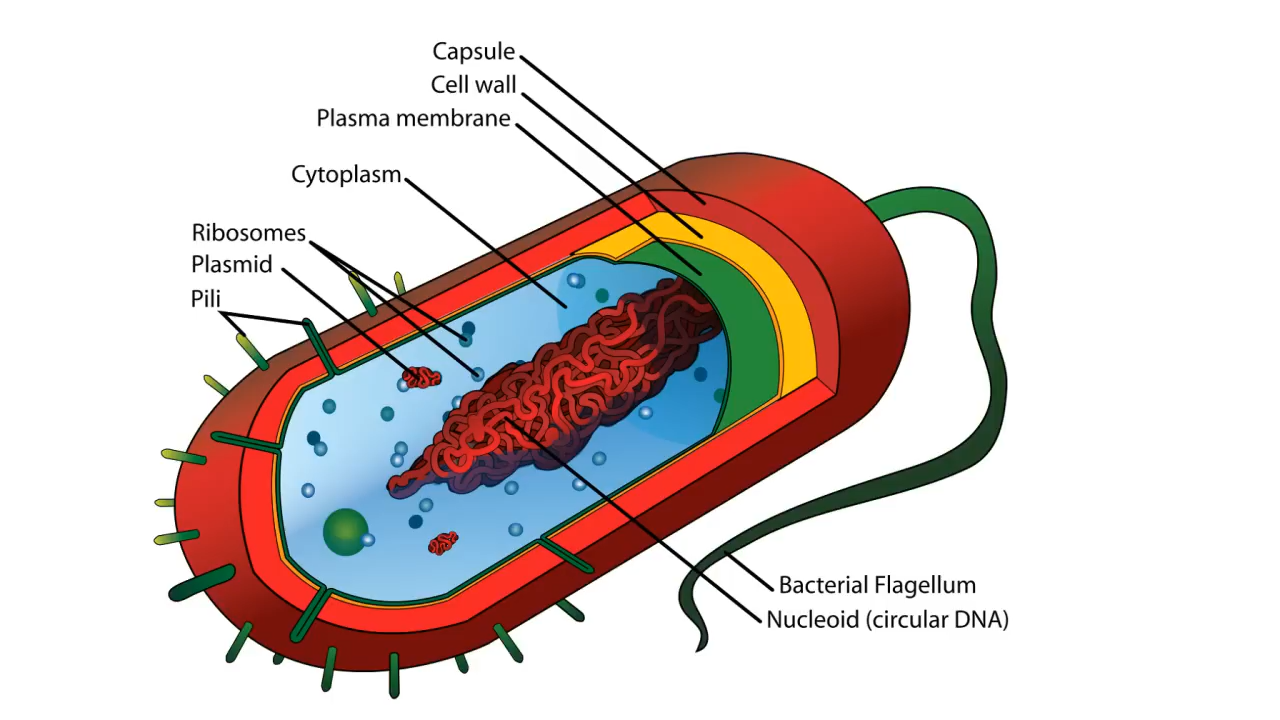 Capsule
Cell wall
Plasma membrane
Cytoplasm
Ribosomes
Plasmid
Pili
Bacterial Flagellum
Nucleoid (circular DNA)